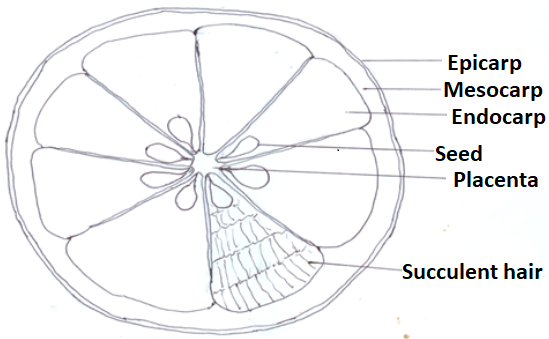 Epicarp
Mesocarp
Endocarp
Seed
Placenta
Succulent hair